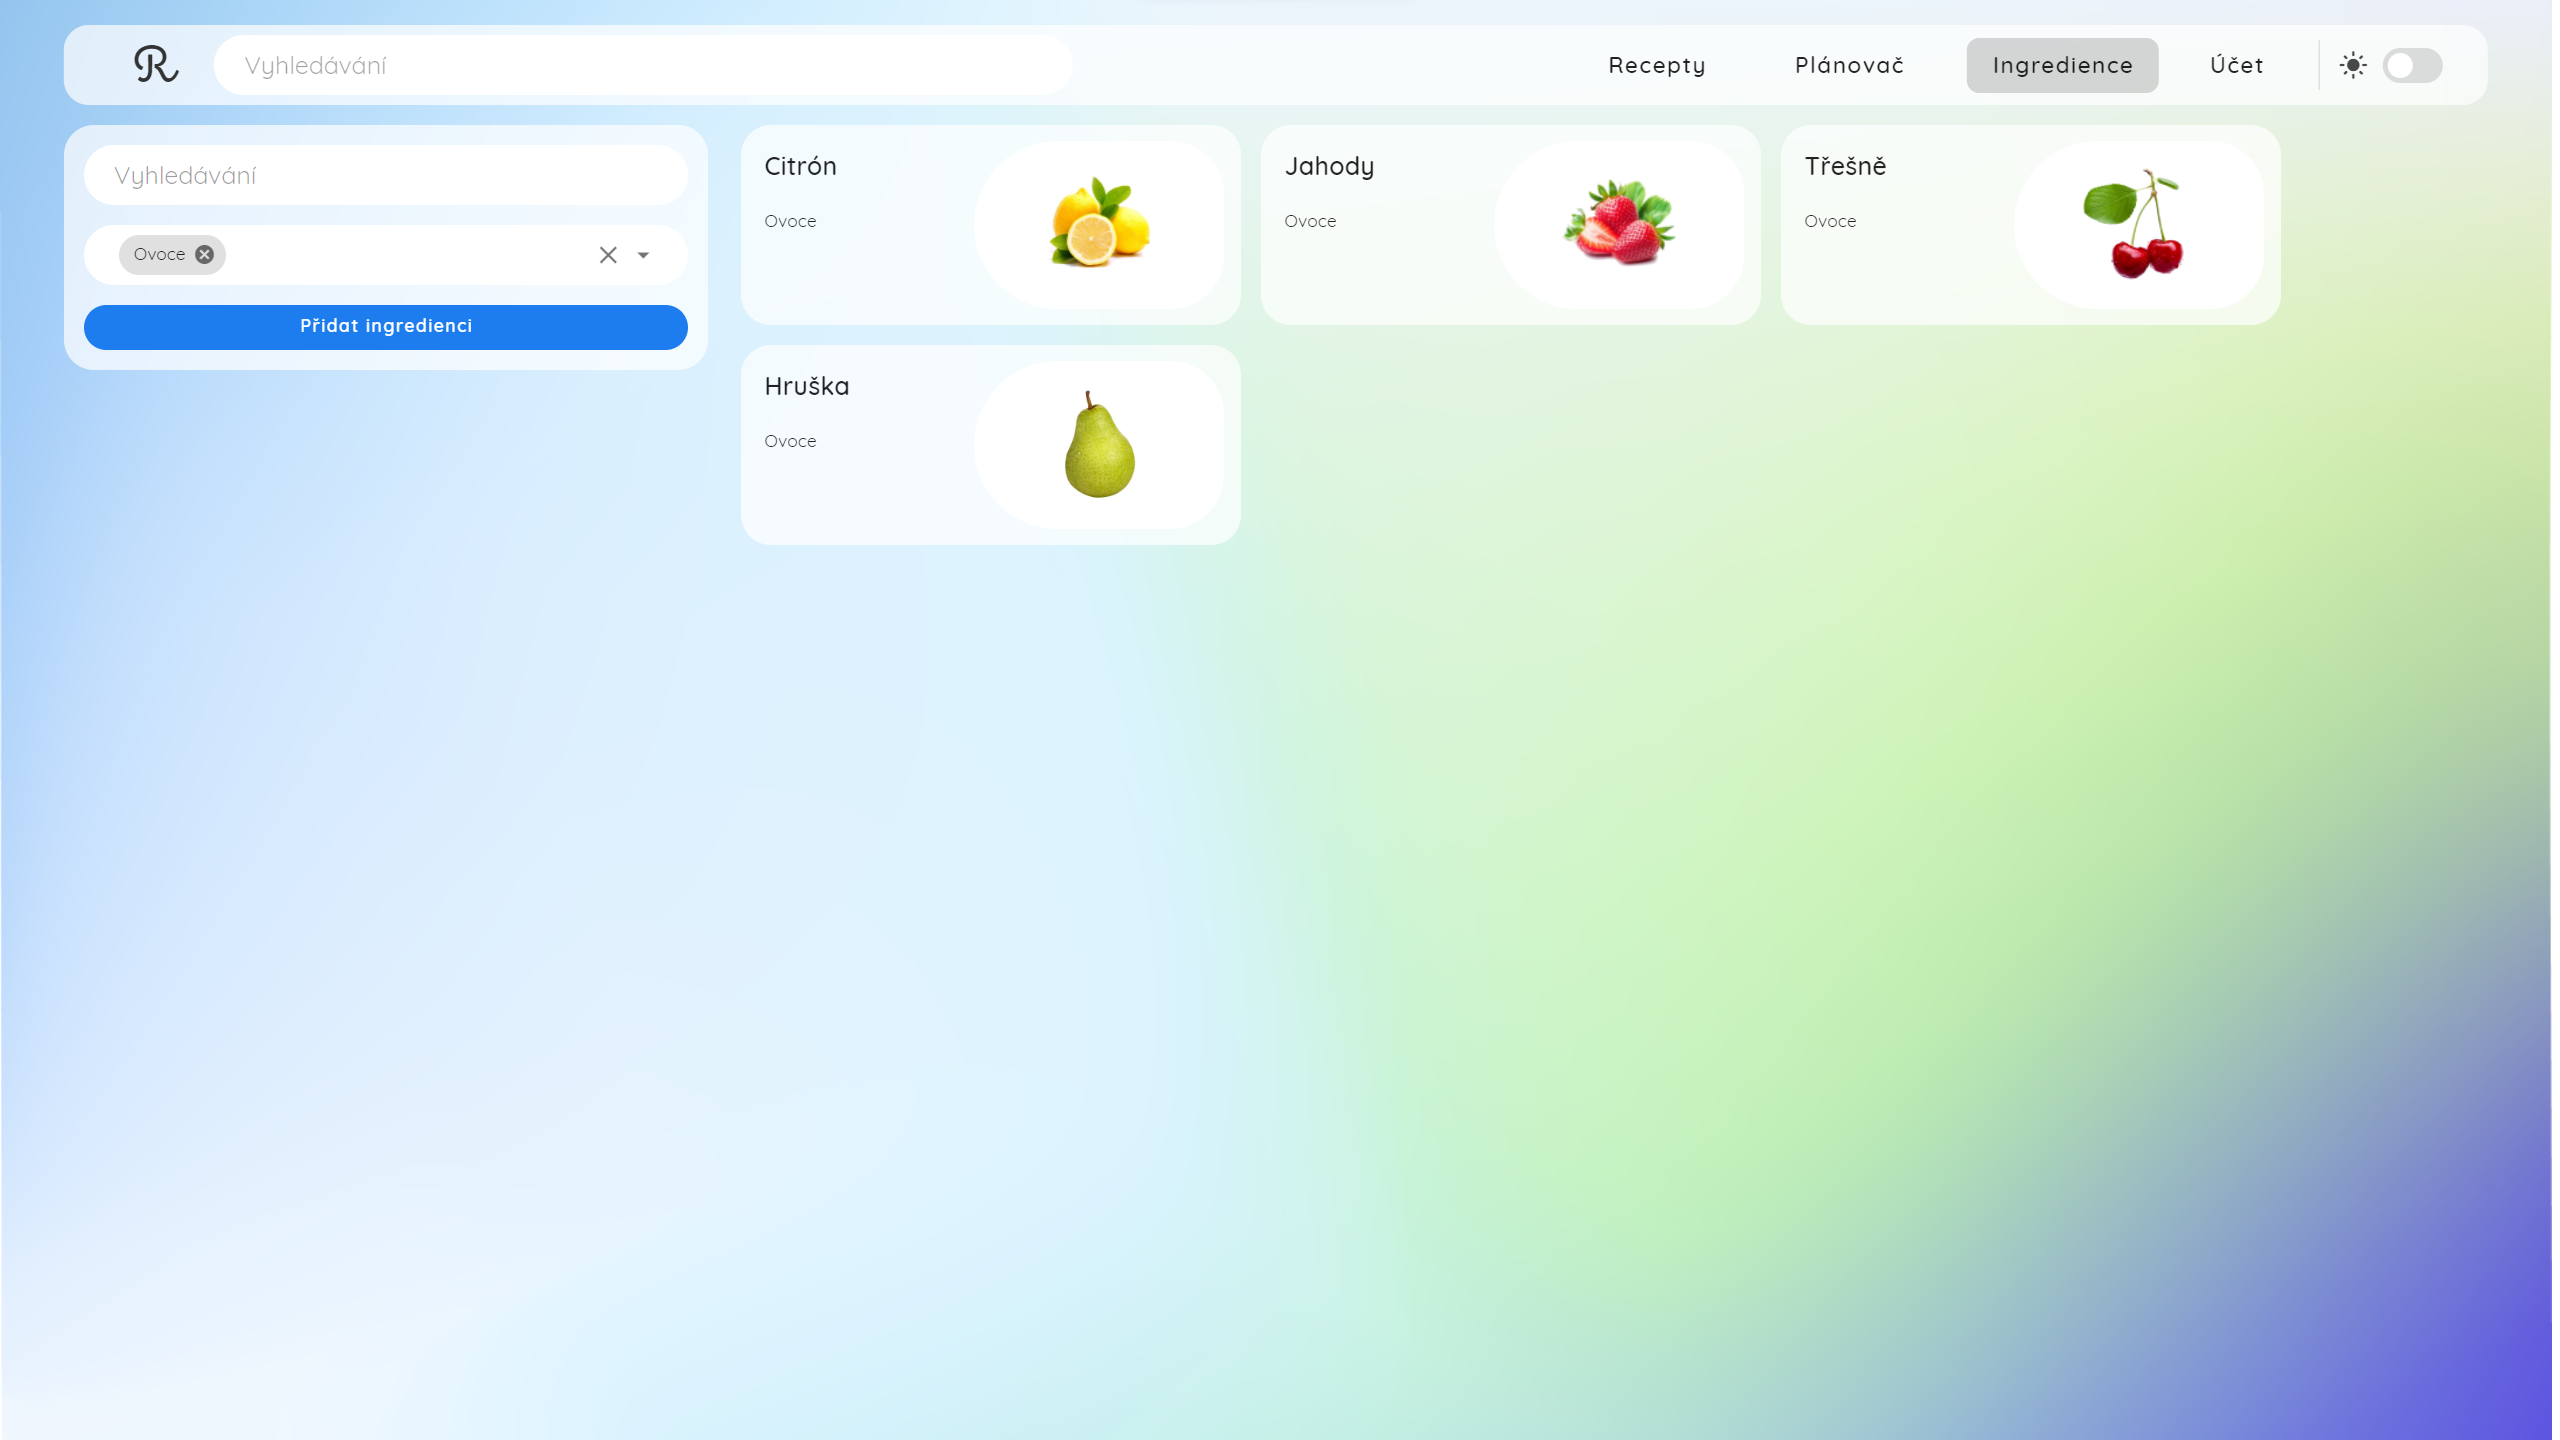 R
Vyhledávání
Recepty
Plánovač
Ingredience
Účet
Vyhledávání
Ovoce
Přidat ingredienci
Citrón
Ovoce
Jahody
Ovoce
Třešně
Ovoce
Hruška
Ovoce